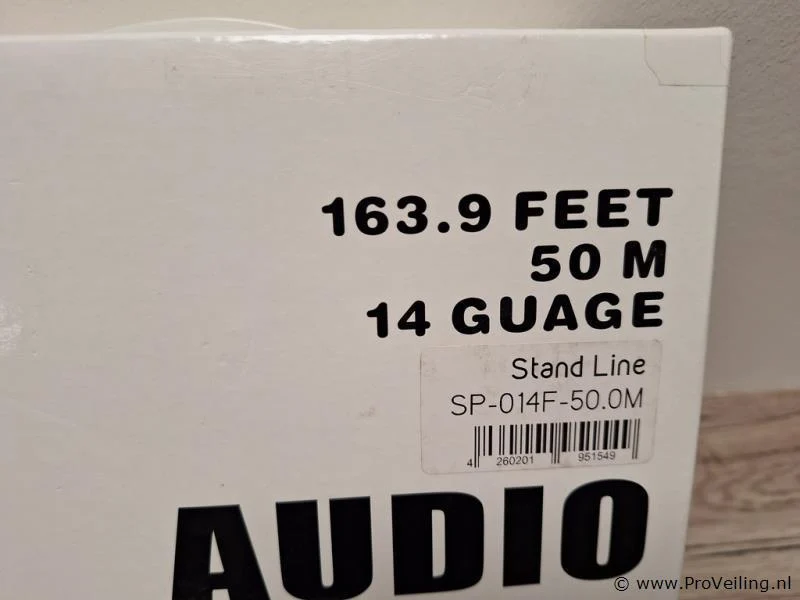 163.9 FEET
50 M
14 GUAGE
Stand Line
SP-014F-50.0M
4 260201 951549
AUDIO
© www.ProVeiling.nl